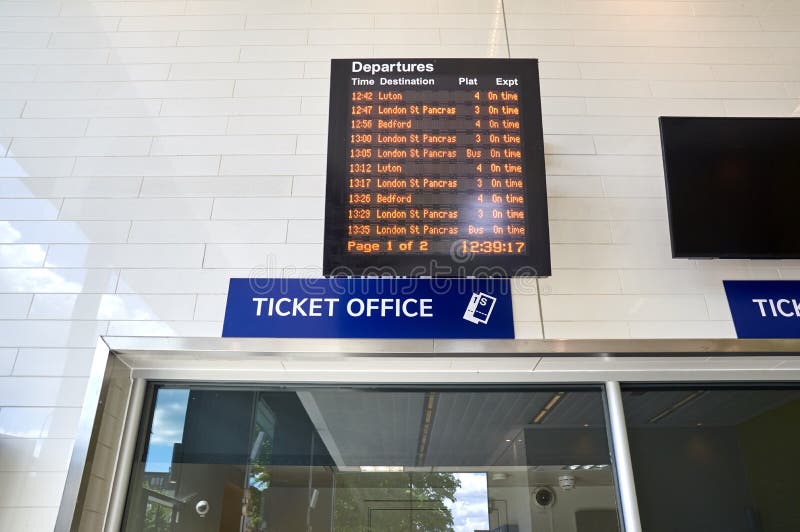 Departures
Time Destination Plat Expt
12:42 Luton 4 On time
12:47 London St Pancras 3 On time
12:56 Bedford 4 On time
13:00 London St Pancras 3 On time
13:05 London St Pancras Bus On time
13:12 Luton 4 On time
13:17 London St Pancras 3 On time
13:26 Bedford 4 On time
13:29 London St Pancras 3 On time
13:35 London St Pancras Bus On time
Page 1 of 2 12:39:17
TICKET OFFICE
TICK
dreamstime